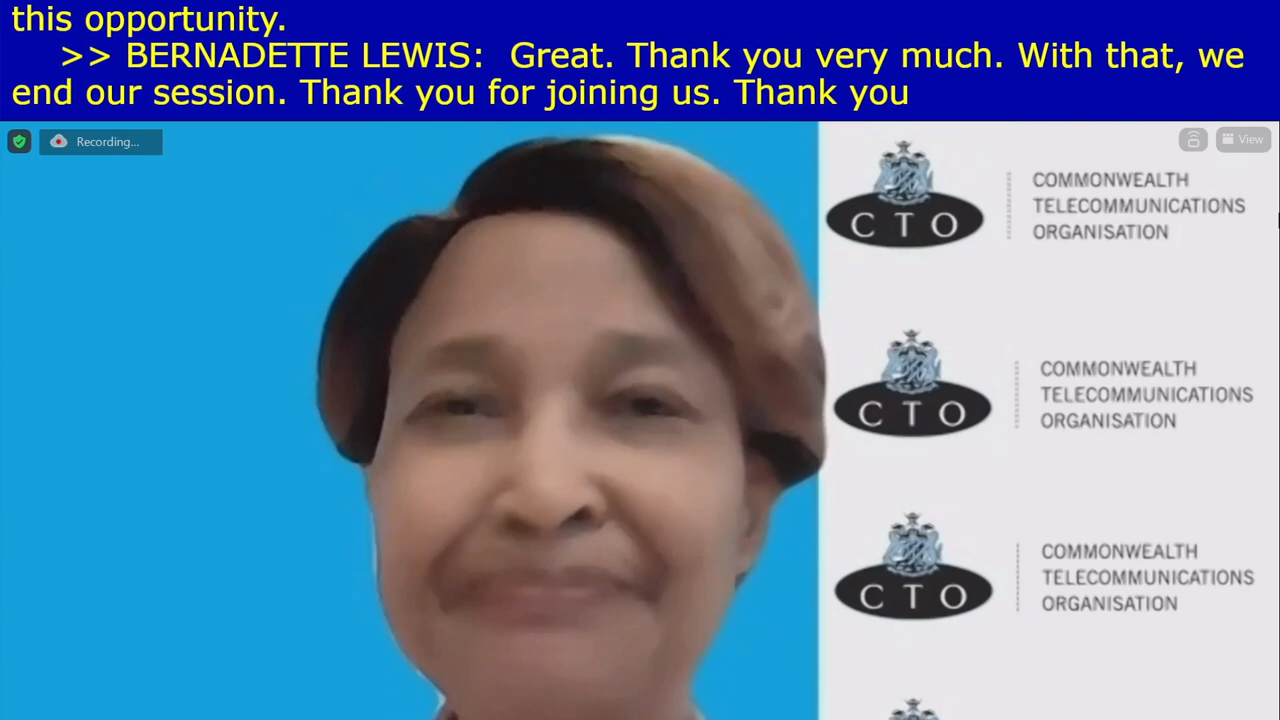 this opportunity.
>> BERNADETTE LEWIS: Great. Thank you very much. With that, we
end our session. Thank you for joining us. Thank you
Recording...
View
CTO
COMMONWEALTH
TELECOMMUNICATIONS
ORGANISATION
CTO
COMMONWEALTH
TELECOMMUNICATIONS
ORGANISATION
CTO
COMMONWEALTH
TELECOMMUNICATIONS
ORGANISATION